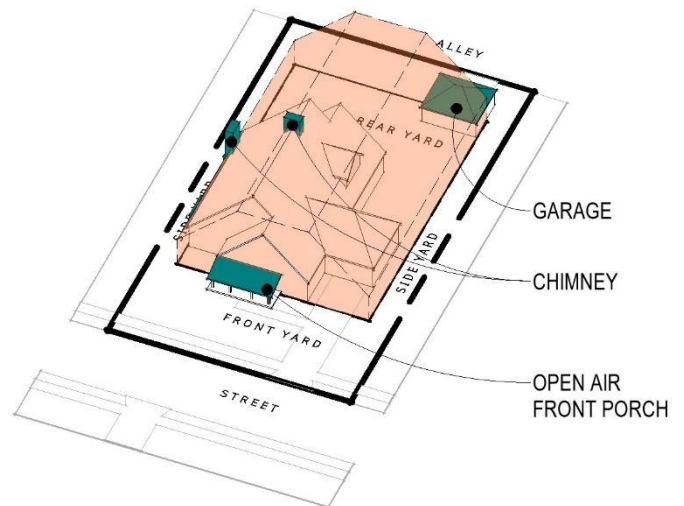 ALLEY
REAR YARD
GARAGE
SIDE YARD
SIDE YARD
CHIMNEY
FRONT YARD
OPEN AIR
FRONT PORCH
STREET